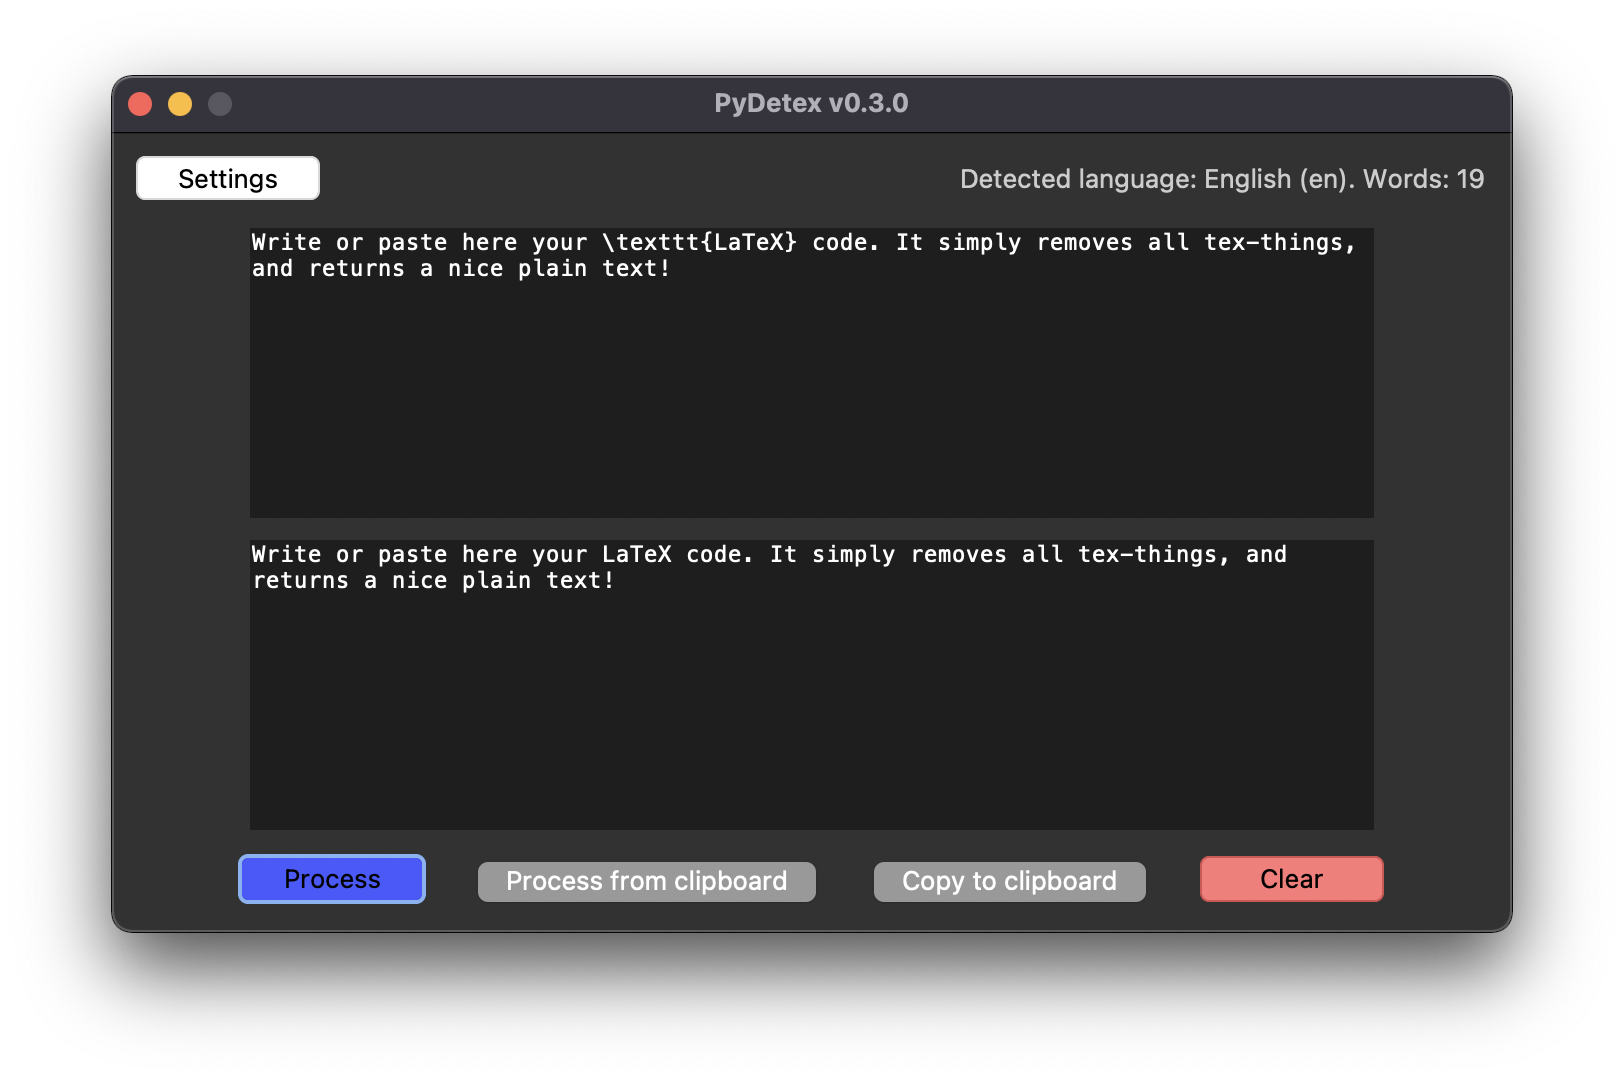 PyDetex v0.3.0
Settings
Detected language: English (en). Words: 19
Write or paste here your \texttt{LaTeX} code. It simply removes all tex-things,
and returns a nice plain text!
Write or paste here your LaTeX code. It simply removes all tex-things, and
returns a nice plain text!
Process
Process from clipboard
Copy to clipboard
Clear